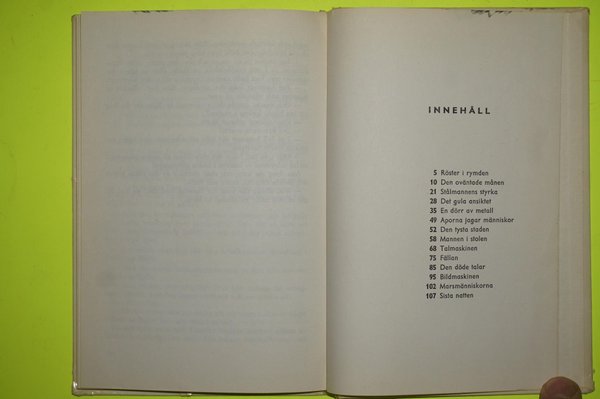 INNEHÅLL
5 Röster i rymden
10 Den oväntade månen
21 Stålmannens styrka
28 Det gula ansiktet
35 En dörr av metall
49 Aporna jagar människor
52 Den tysta staden
58 Mannen i stolen
68 Talmaskinen
75 Fällan
85 Den döde talar
95 Bildmaskinen
102 Marsmänniskorna
107 Sista natten